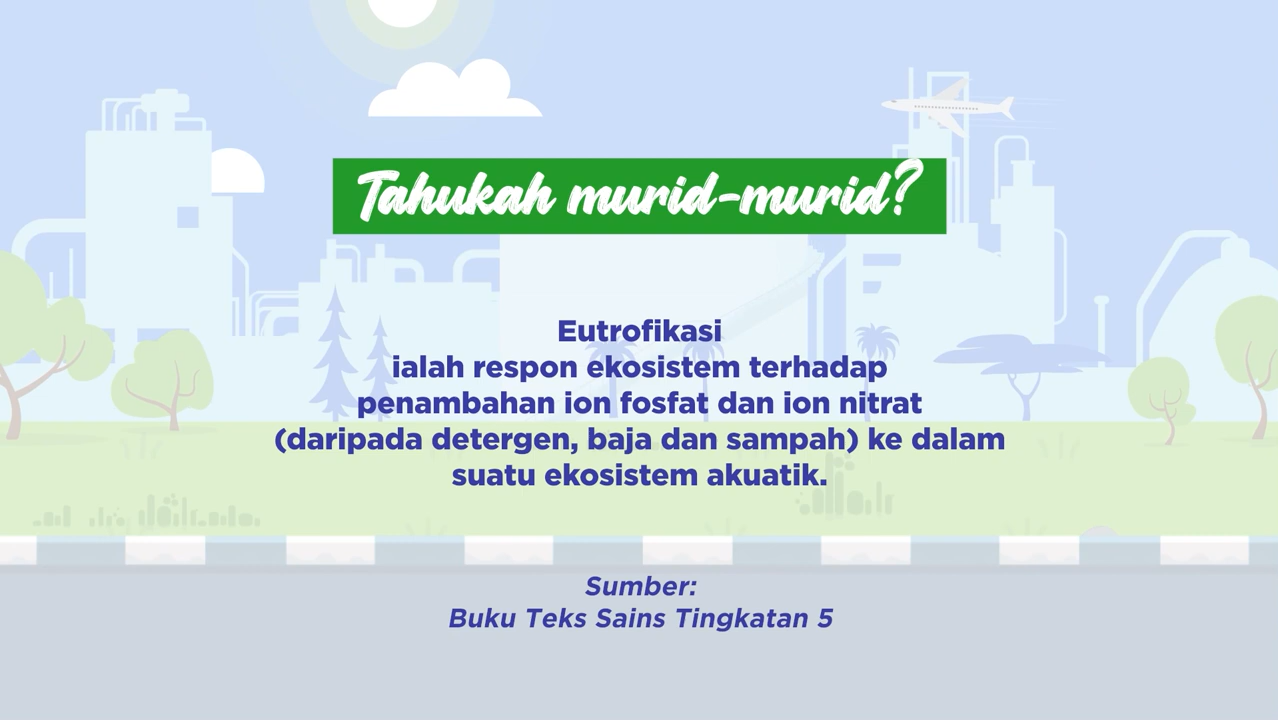 Tahukah murid-murid?
Eutrofikasi
ialah respon ekosistem terhadap
penambahan ion fosfat dan ion nitrat
(daripada detergen, baja dan sampah) ke dalam
suatu ekosistem akuatik.
Sumber:
Buku Teks Sains Tingkatan 5